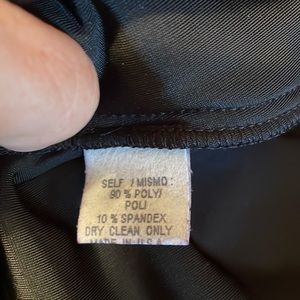 SELF / MISMO :
90 % POLY/
POLI
10 % SPANDEX
DRY CLEAN ONLY
MADE IN U.S.A.